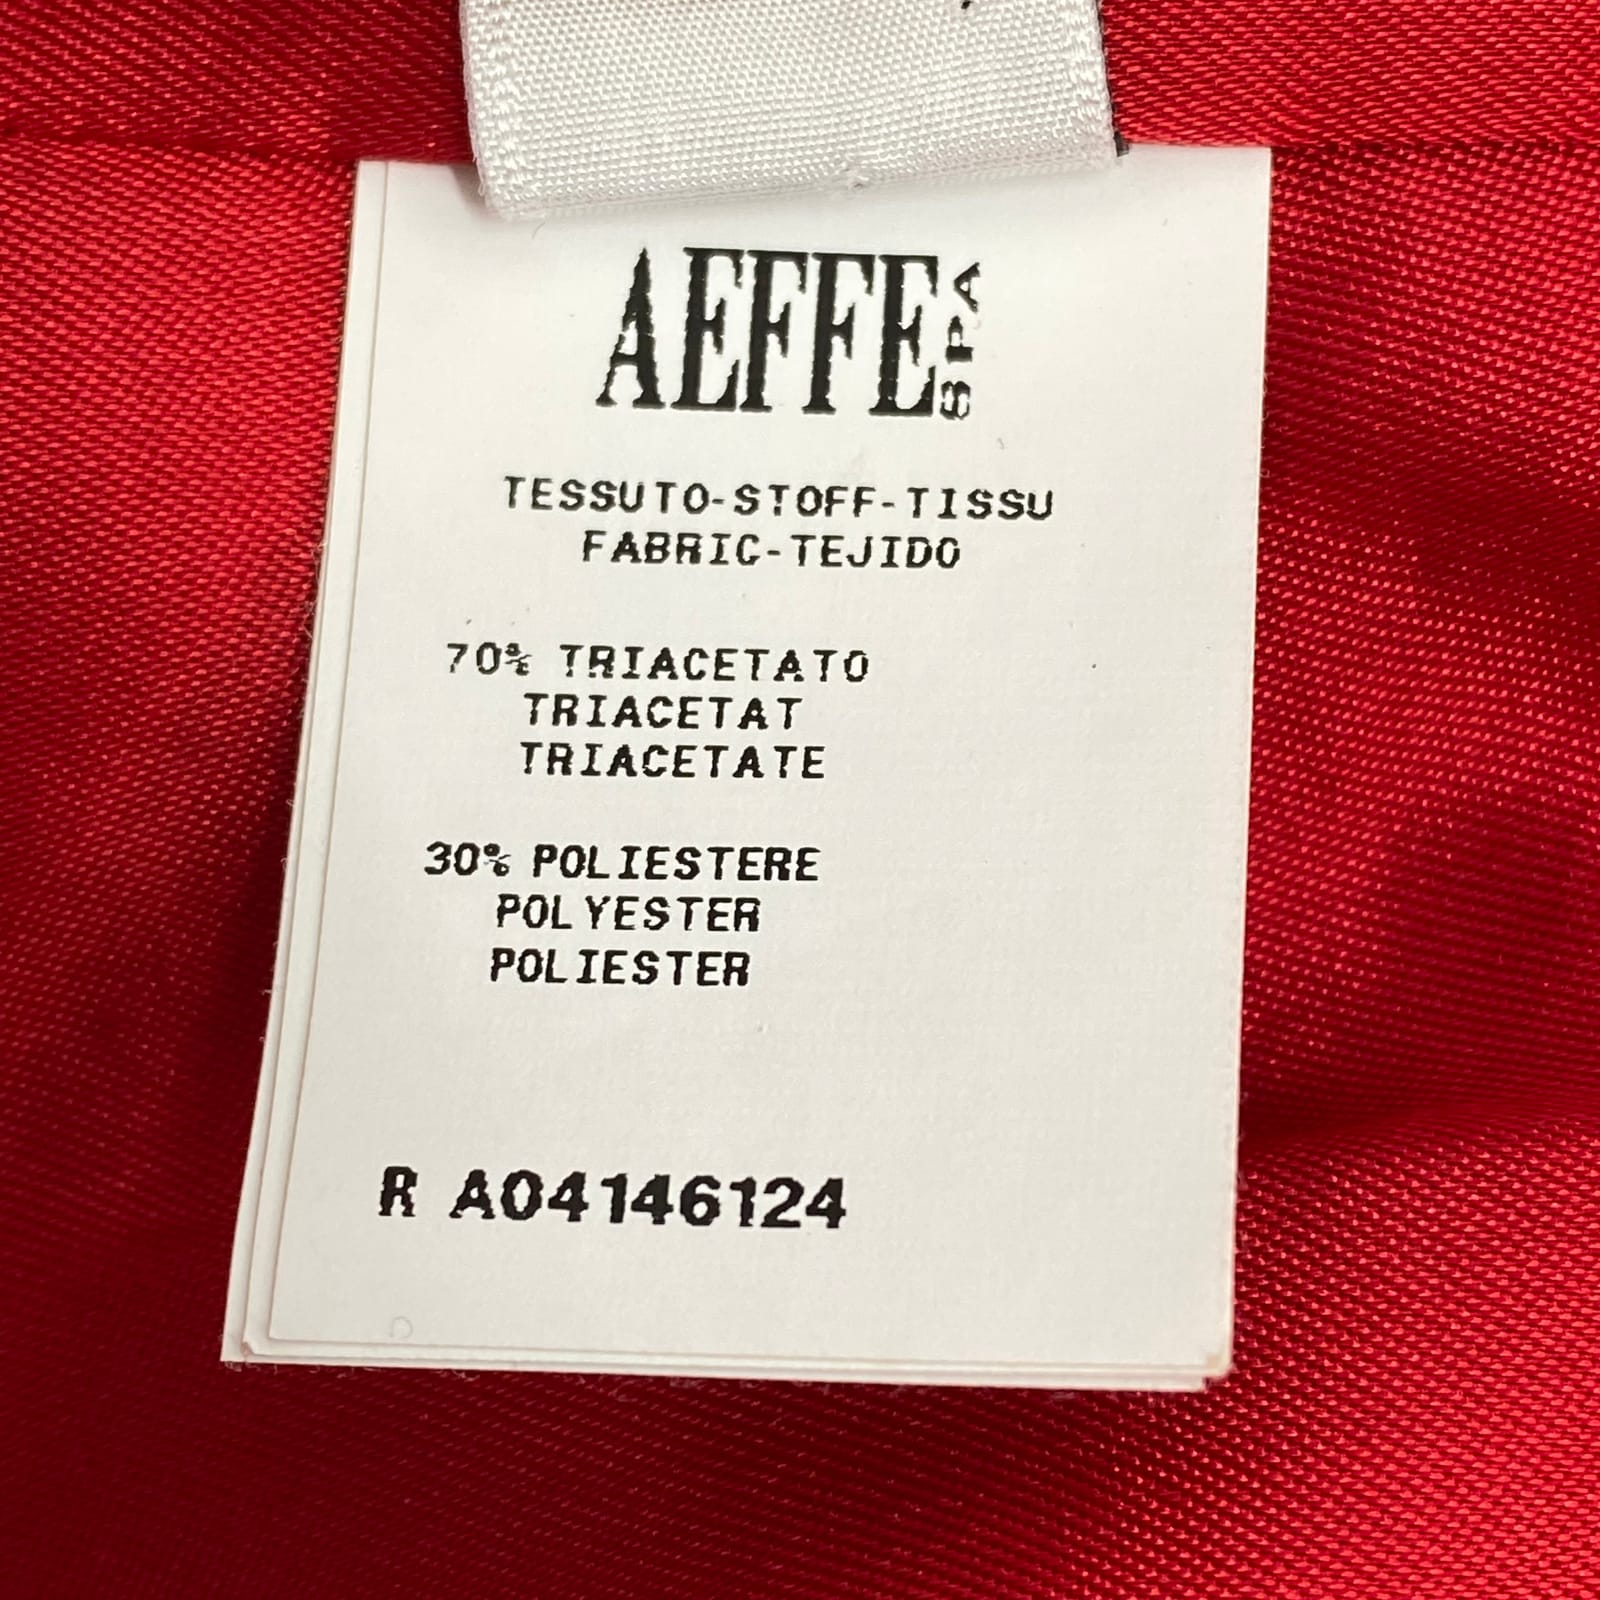 AEFFE SPA
TESSUTO-STOFF-TISSU
FABRIC-TEJIDO
70% TRIACETATO
TRIACETAT
TRIACETATE
30% POLIESTERE
POLYESTER
POLIESTER
R A04146124